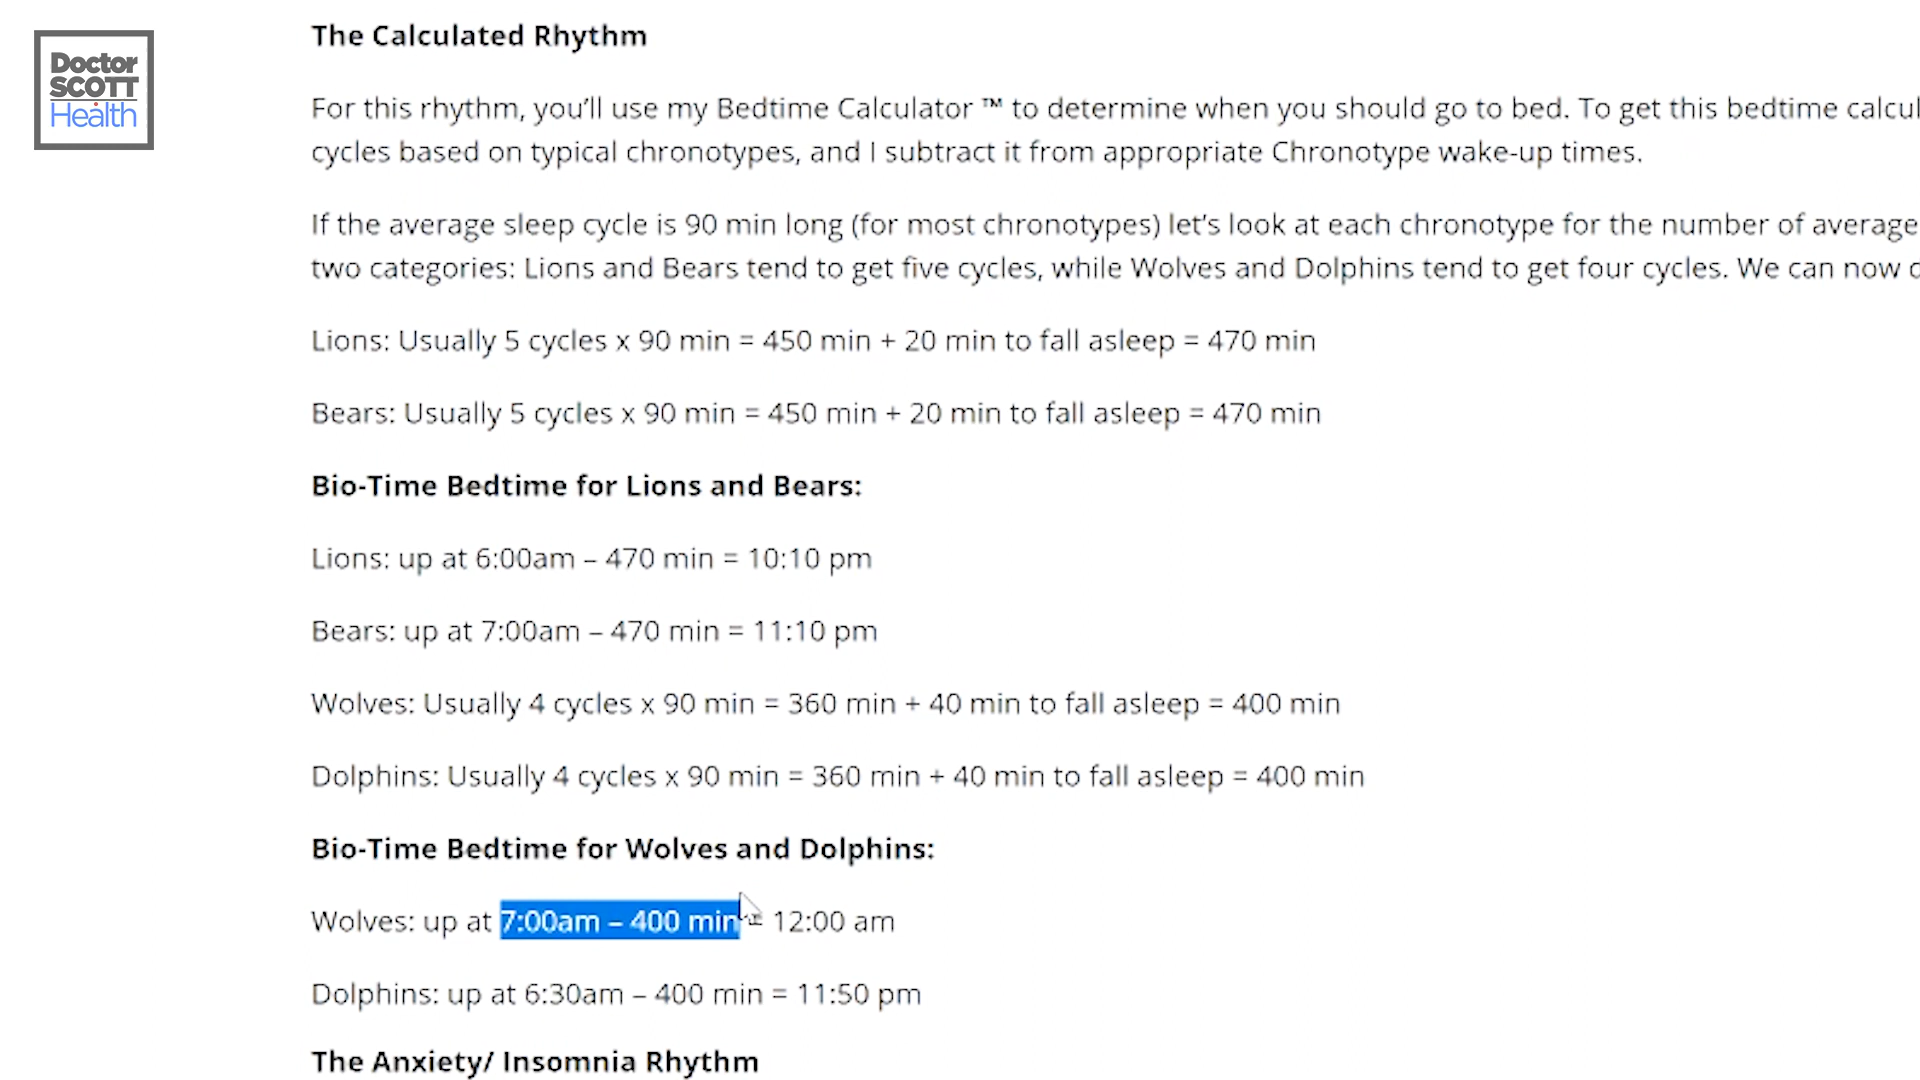 Doctor
SCOTT
Health
The Calculated Rhythm
For this rhythm, you’ll use my Bedtime Calculator ™ to determine when you should go to bed. To get this bedtime
cycles based on typical chronotypes, and I subtract it from appropriate Chronotype wake-up times.
If the average sleep cycle is 90 min long (for most chronotypes) let’s look at each chronotype for the number of average
two categories: Lions and Bears tend to get five cycles, while Wolves and Dolphins tend to get four cycles. We can now
Lions: Usually 5 cycles x 90 min = 450 min + 20 min to fall asleep = 470 min
Bears: Usually 5 cycles x 90 min = 450 min + 20 min to fall asleep = 470 min
Bio-Time Bedtime for Lions and Bears:
Lions: up at 6:00am – 470 min = 10:10 pm
Bears: up at 7:00am – 470 min = 11:10 pm
Wolves: Usually 4 cycles x 90 min = 360 min + 40 min to fall asleep = 400 min
Dolphins: Usually 4 cycles x 90 min = 360 min + 40 min to fall asleep = 400 min
Bio-Time Bedtime for Wolves and Dolphins:
Wolves: up at 7:00am – 400 min = 12:00 am
Dolphins: up at 6:30am – 400 min = 11:50 pm
The Anxiety/ Insomnia Rhythm